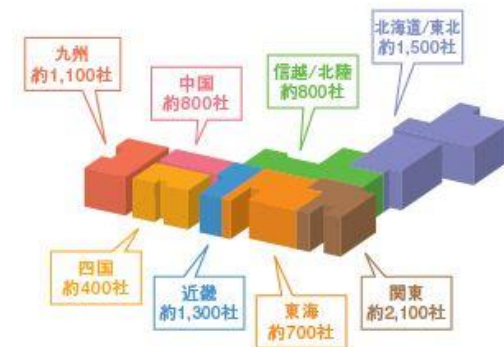 九州
約1,100社
中国
約800社
信越/北陸
約800社
北海道/東北
約1,500社
四国
約400社
近畿
約1,300社
東海
約700社
関東
約2,100社